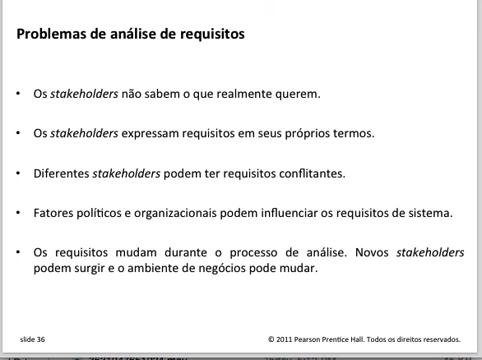 Problemas de análise de requisitos
• Os stakeholders não sabem o que realmente querem.
• Os stakeholders expressam requisitos em seus próprios termos.
• Diferentes stakeholders podem ter requisitos conflitantes.
• Fatores políticos e organizacionais podem influenciar os requisitos de sistema.
• Os requisitos mudam durante o processo de análise. Novos stakeholders
podem surgir e o ambiente de negócios pode mudar.
slide 36
© 2011 Pearson Prentice Hall. Todos os direitos reservados.